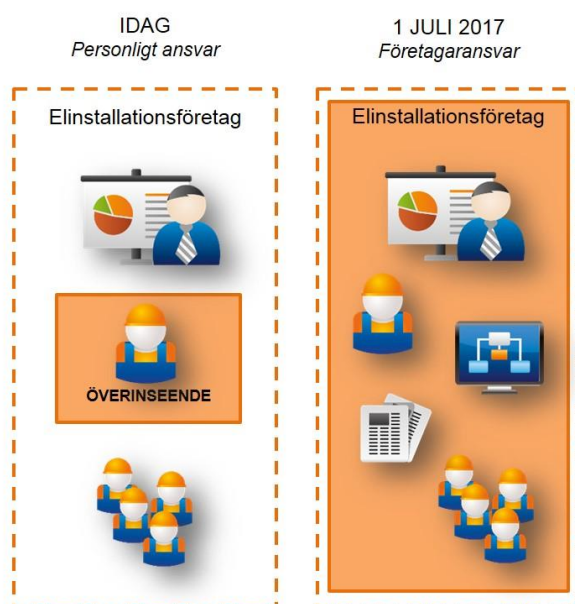 IDAG
Personligt ansvar
Elinstallationsföretag
ÖVERINSEENDE
1 JULI 2017
Företagaransvar
Elinstallationsföretag